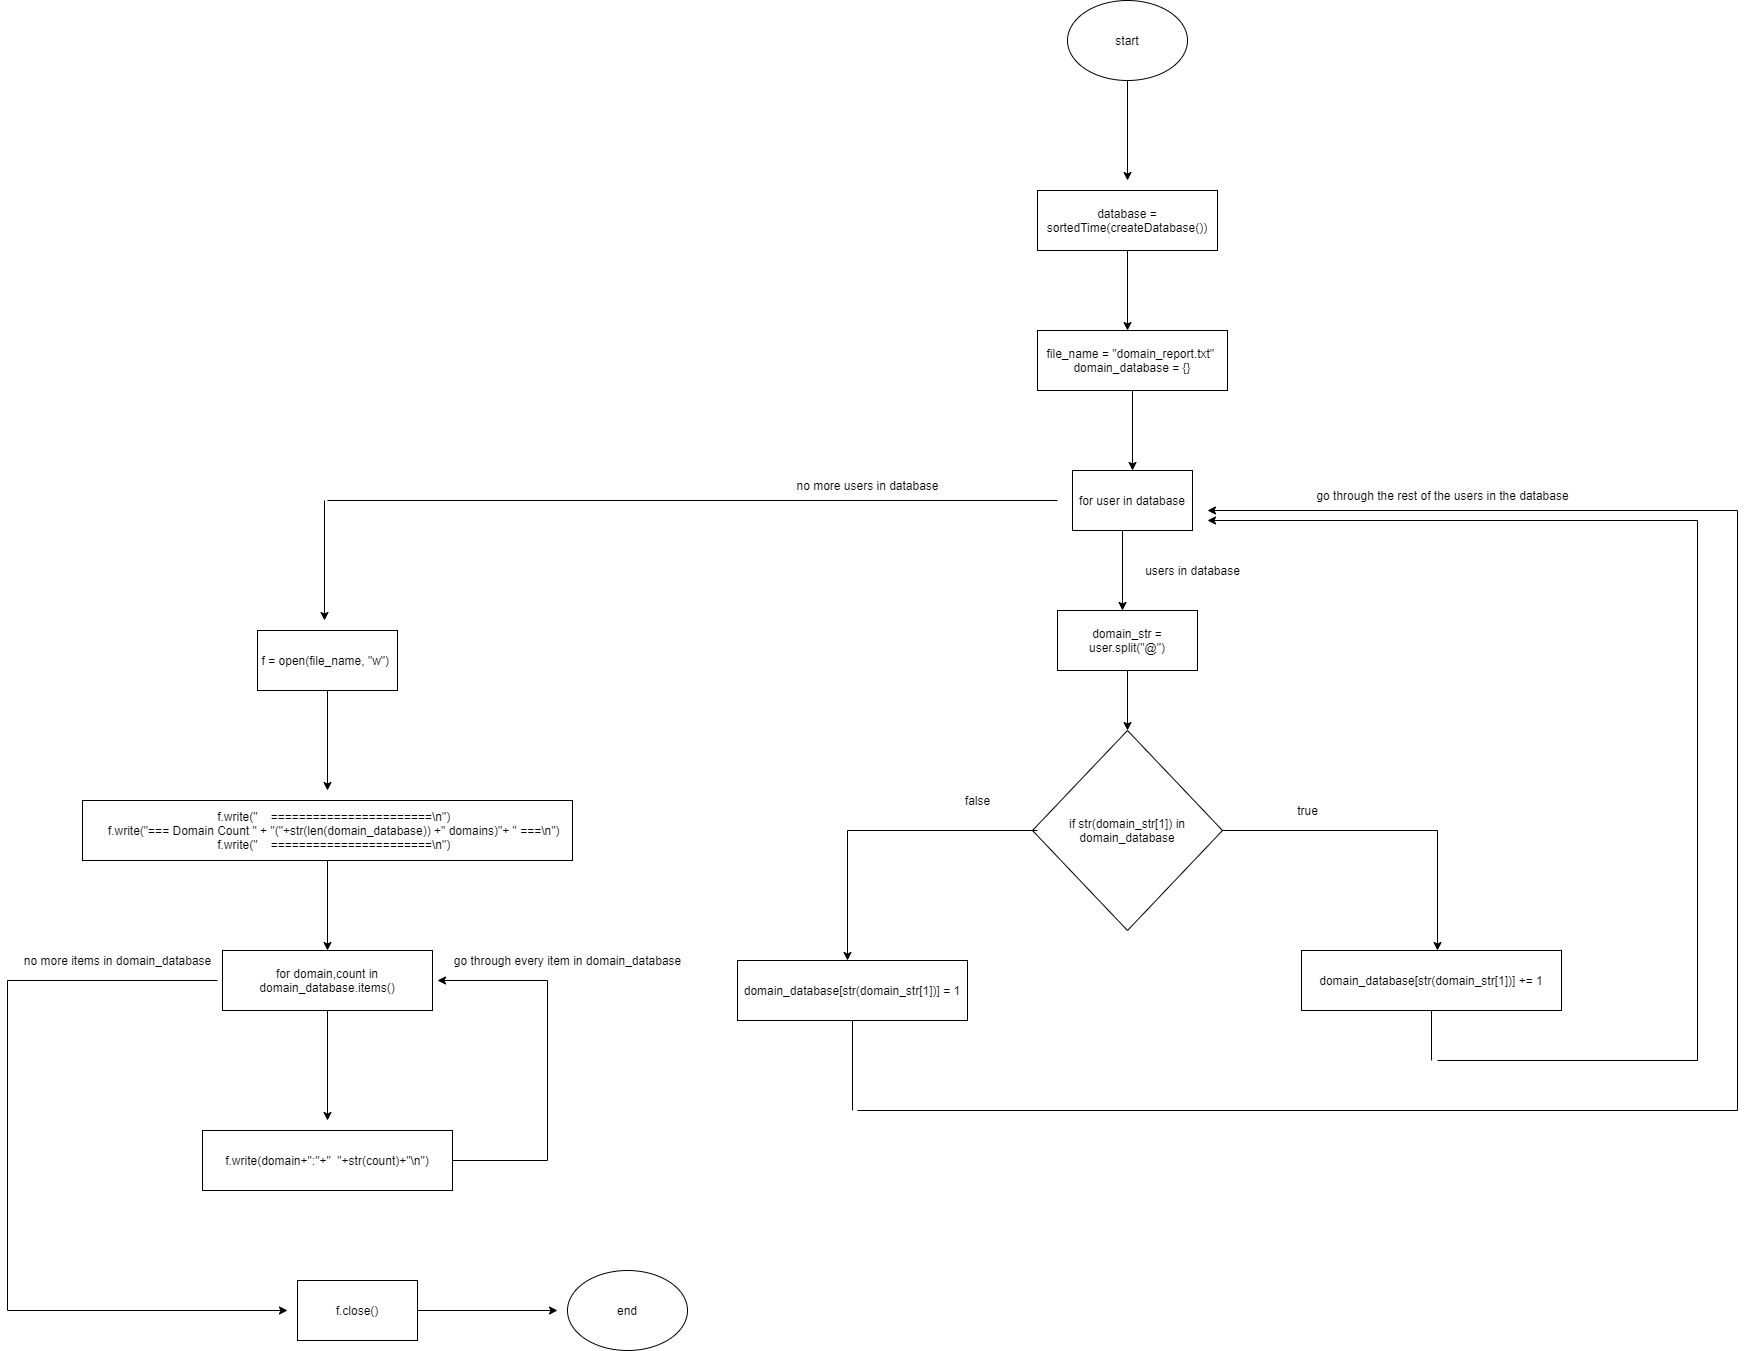 start
database =
sortedTime(createDatabase())
file_name = "domain_report.txt"
domain_database = {}
no more users in database
for user in database
go through the rest of the users in the database
users in database
domain_str =
user.split("@")
f = open(file_name, "w")
false
true
if str(domain_str[1]) in
domain_database
f.write("    =======================\n")
f.write("=== Domain Count " + "("+str(len(domain_database)) +" domains)"+ " ===\n")
f.write("    =======================\n")
no more items in domain_database
for domain,count in
domain_database.items()
go through every item in domain_database
domain_database[str(domain_str[1])] = 1
domain_database[str(domain_str[1])] += 1
f.write(domain+":"+"  "+str(count)+"\n")
f.close()
end